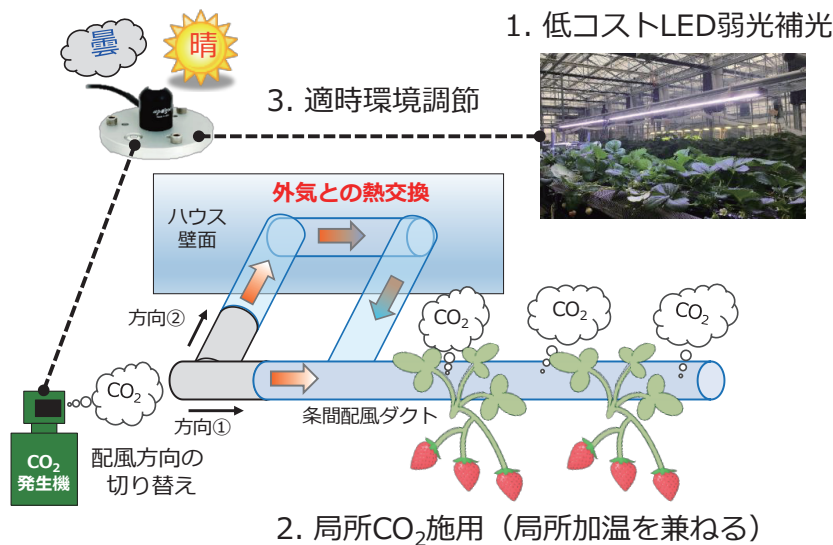 1. 低コストLED弱光補光
曇
晴
3. 適時環境調節
外気との熱交換
ハウス
壁面
方向②
CO₂
CO₂
CO₂
CO₂
方向①
条間配風ダクト
CO₂
発生機
配風方向の
切り替え
2. 局所CO₂施用（局所加温を兼ねる）